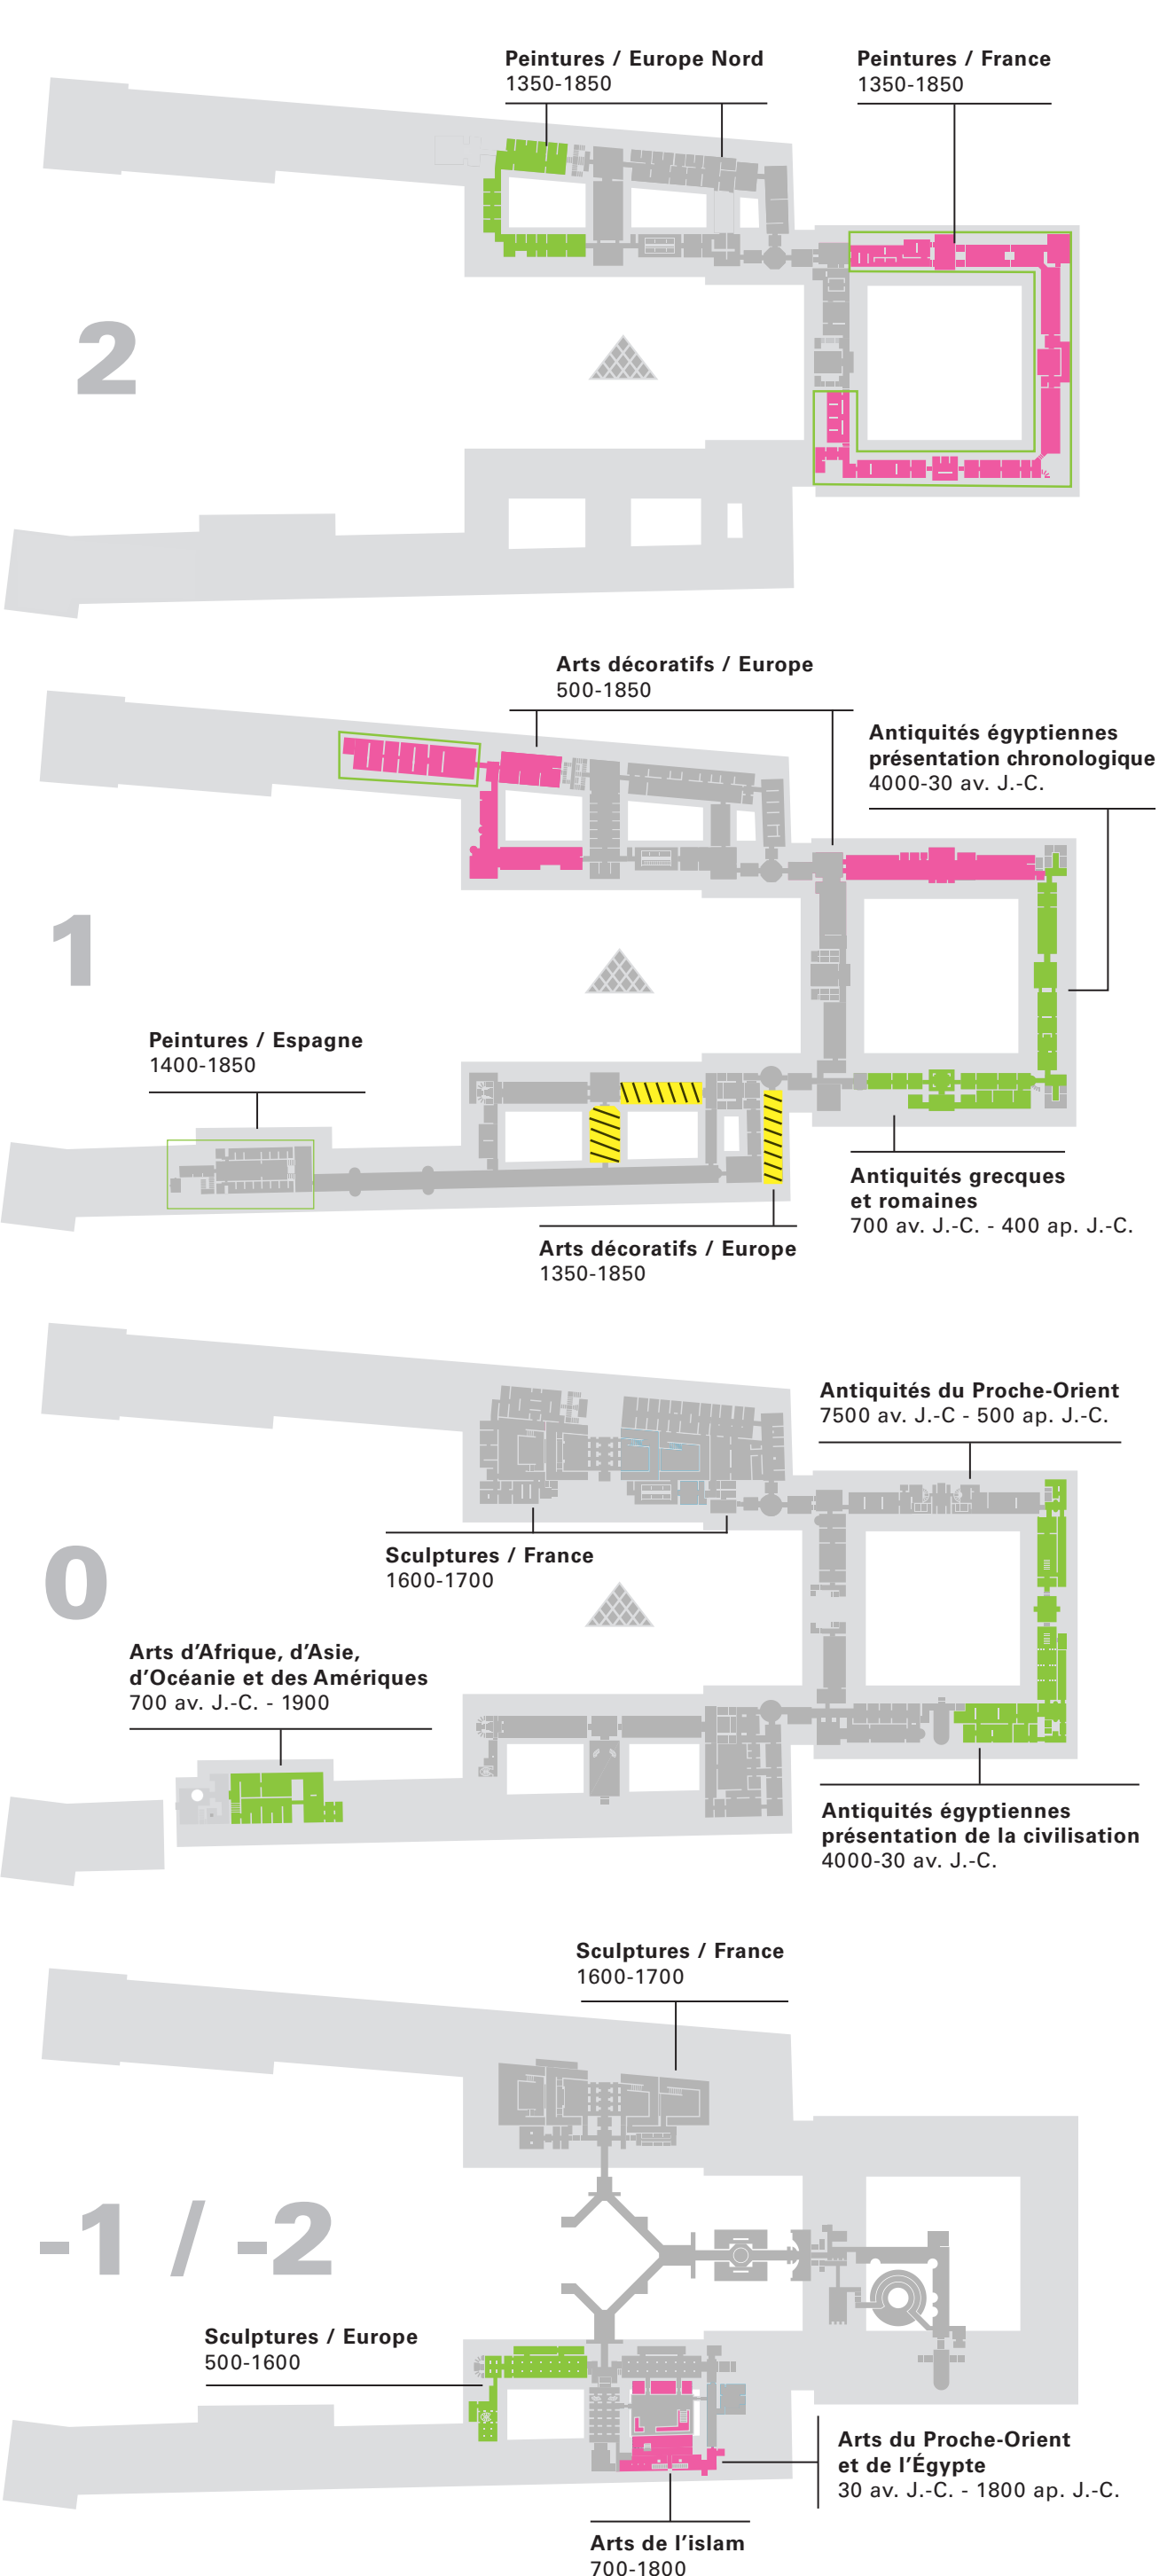 Peintures / Europe Nord
1350-1850
Peintures / France
1350-1850
2
Arts décoratifs / Europe
500-1850
Antiquités égyptiennes
présentation chronologique
4000-30 av. J.-C.
1
Peintures / Espagne
1400-1850
Antiquités grecques
et romaines
700 av. J.-C. - 400 ap. J.-C.
Arts décoratifs / Europe
1350-1850
Antiquités du Proche-Orient
7500 av. J.-C - 500 ap. J.-C.
Sculptures / France
1600-1700
0
Arts d’Afrique, d’Asie,
d’Océanie et des Amériques
700 av. J.-C. - 1900
Antiquités égyptiennes
présentation de la civilisation
4000-30 av. J.-C.
Sculptures / France
1600-1700
-1 / -2
Sculptures / Europe
500-1600
Arts du Proche-Orient
et de l’Égypte
30 av. J.-C. - 1800 ap. J.-C.
Arts de l’islam
700-1800